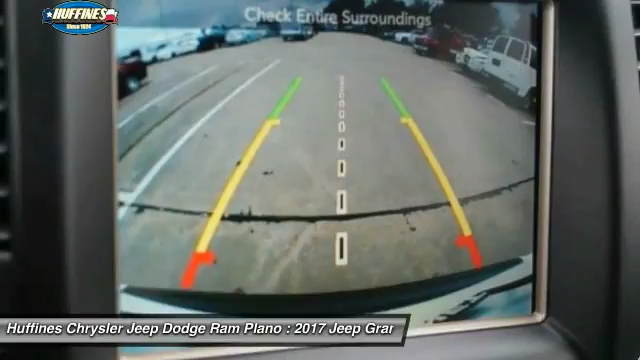 HUFFINES
Since 1924
Check Entire Surroundings
Huffines Chrysler Jeep Dodge Ram Plano : 2017 Jeep Grar